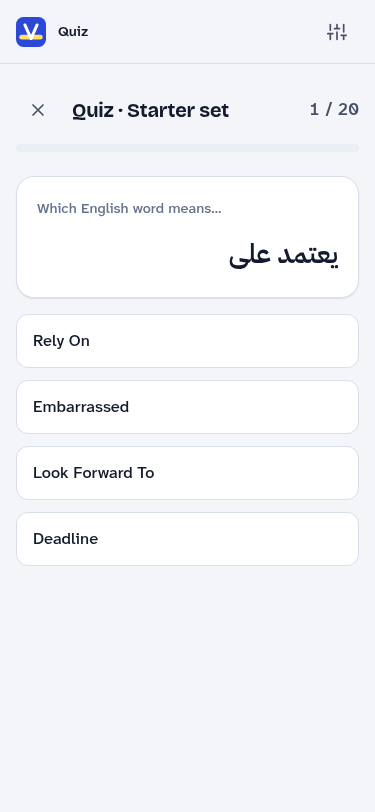 Quiz
Quiz · Starter set
1 / 20
Which English word means...
يعتمد على
Rely On
Embarrassed
Look Forward To
Deadline